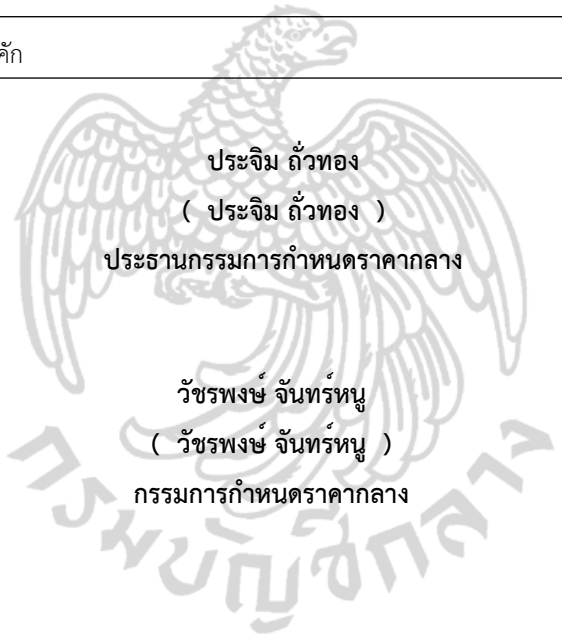 คัก
ประจิม ถั่วทอง
( ประจิม ถั่วทอง )
ประธานกรรมการกำหนดราคากลาง
วัชรพงษ์ จันทร์หนู
( วัชรพงษ์ จันทร์หนู )
กรรมการกำหนดราคากลาง
กรมบัญชีกลาง